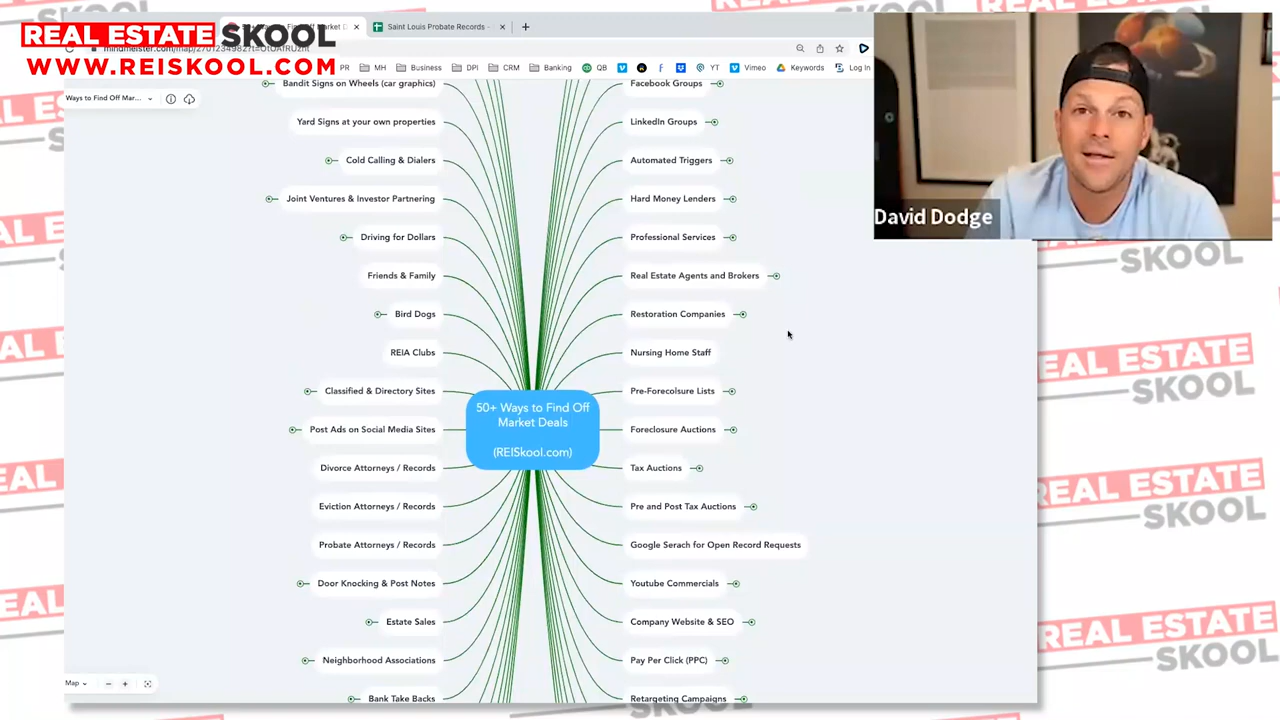 REAL ESTATE SKOOL
WWW.REISKOOL.COM
Saint Louis Probate Records -
PR
MH
Business
DPI
CRM
Banking
QB
YT
Vimeo
Keywords
Log In
Ways to Find Off Mar...
Bandit Signs on Wheels (car graphics)
Yard Signs at your own properties
Cold Calling & Dialers
Joint Ventures & Investor Partnering
Driving for Dollars
Friends & Family
Bird Dogs
REIA Clubs
Classified & Directory Sites
Post Ads on Social Media Sites
Divorce Attorneys / Records
Eviction Attorneys / Records
Probate Attorneys / Records
Door Knocking & Post Notes
Estate Sales
Neighborhood Associations
Bank Take Backs
50+ Ways to Find Off
Market Deals
(REISkool.com)
Facebook Groups
LinkedIn Groups
Automated Triggers
Hard Money Lenders
Professional Services
Real Estate Agents and Brokers
Restoration Companies
Nursing Home Staff
Pre-Forecolsure Lists
Foreclosure Auctions
Tax Auctions
Pre and Post Tax Auctions
Google Serach for Open Record Requests
Youtube Commercials
Company Website & SEO
Pay Per Click (PPC)
Retargeting Campaigns
Map
David Dodge
SKOOL
REAL ESTATE
SKOOL
REAL ESTATE
SKOOL
REAL ESTATE
SKOOL